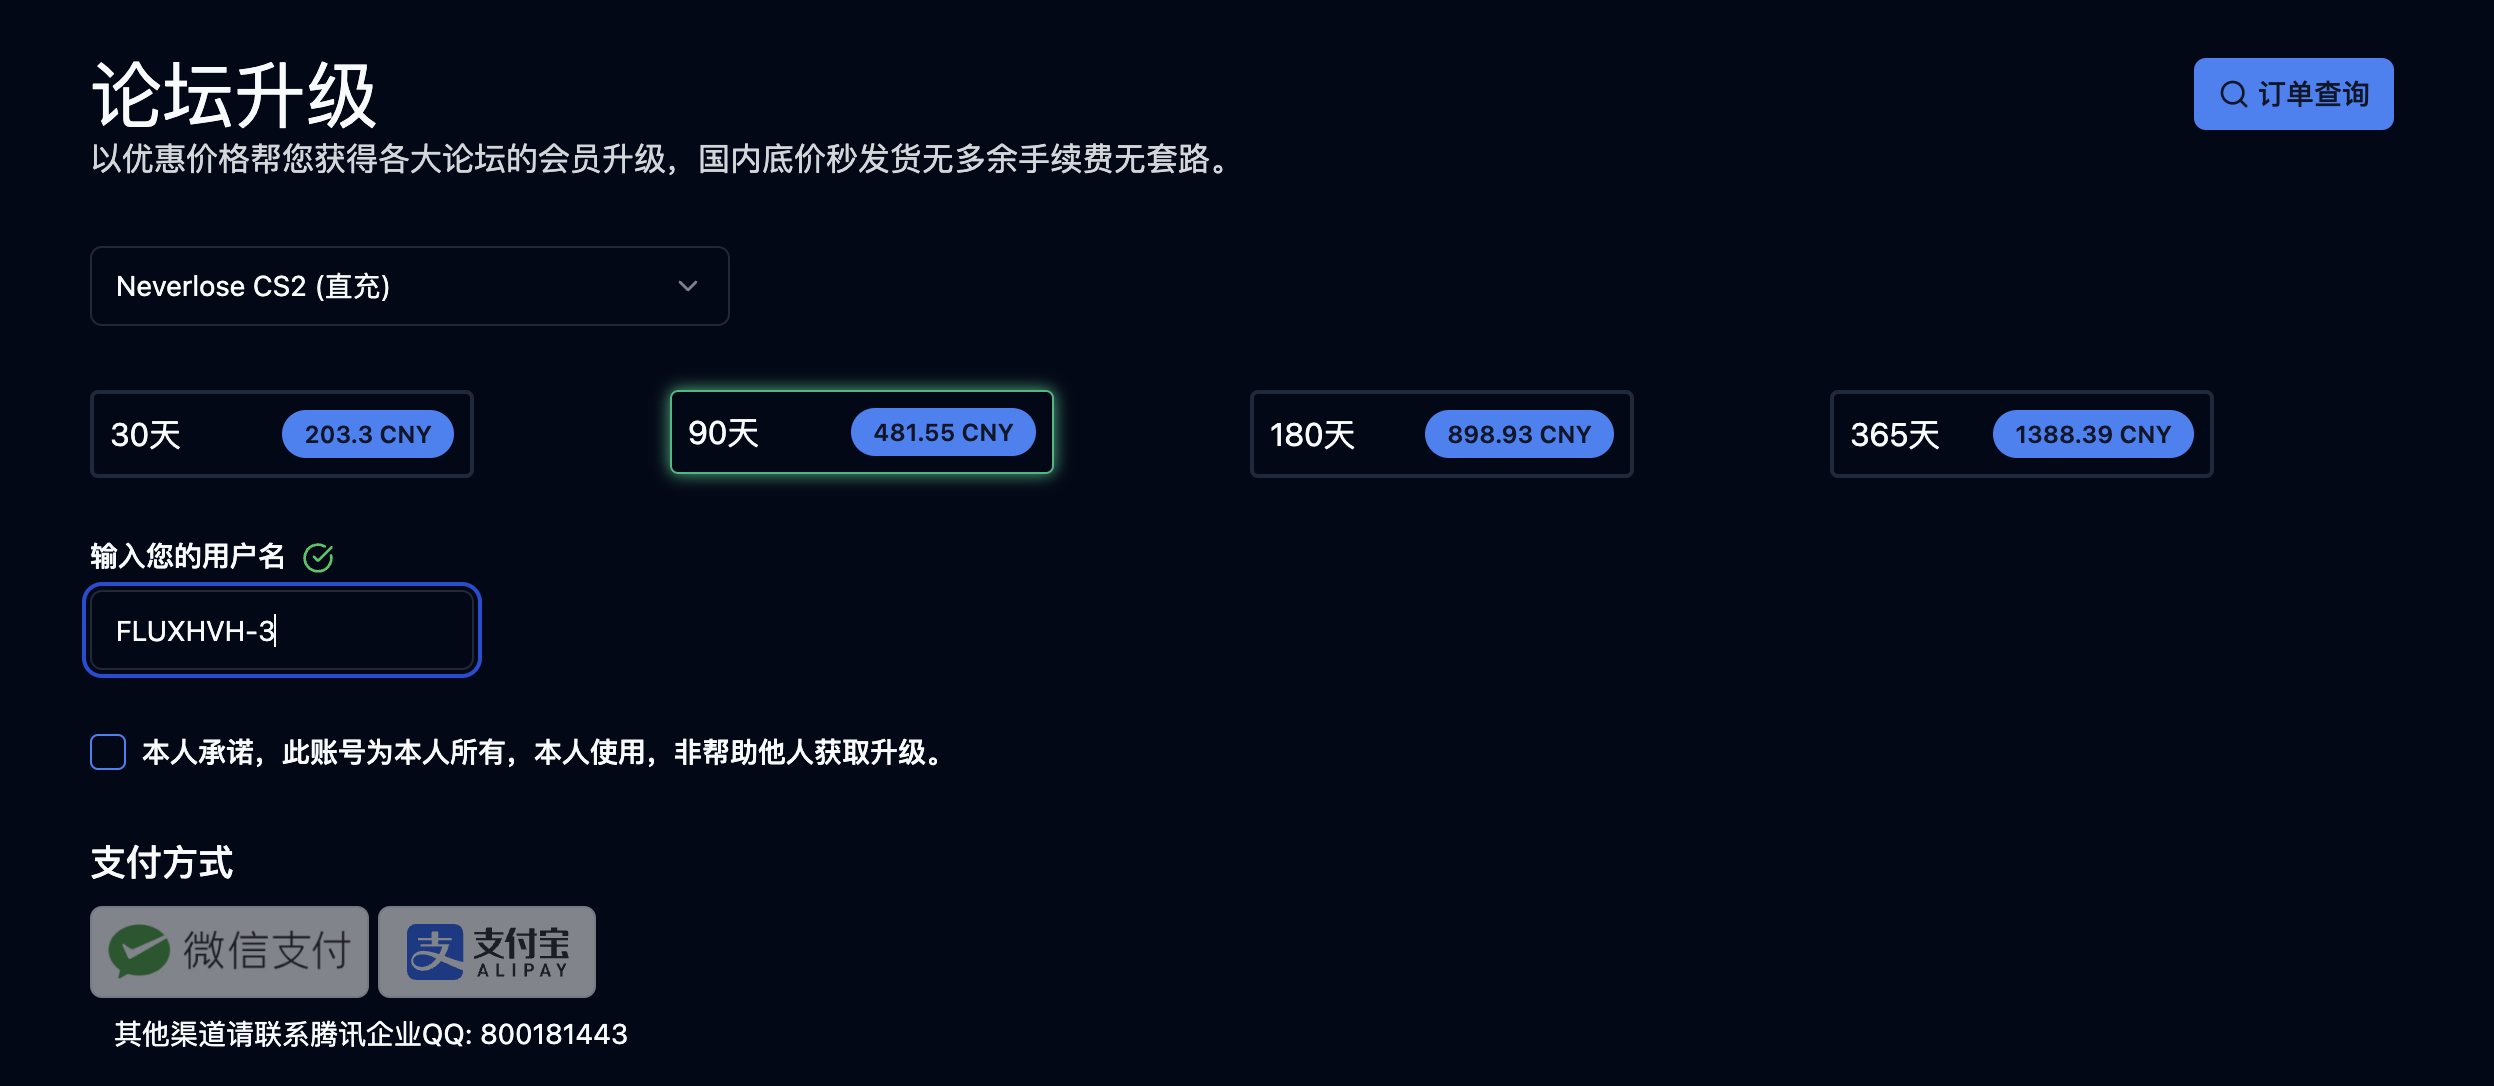 论坛升级
订单查询
以优惠价格帮您获得各大论坛的会员升级，国内底价秒发货无多余手续费无套路。
Neverlose CS2 (直充)
30天 203.3 CNY
90天 481.55 CNY
180天 898.93 CNY
365天 1388.39 CNY
输入您的用户名
FLUXHVH-3
本人承诺，此账号为本人所有，本人使用，非帮助他人获取升级。
支付方式
微信支付
支 支付宝
ALIPAY
其他渠道请联系腾讯企业QQ: 800181443